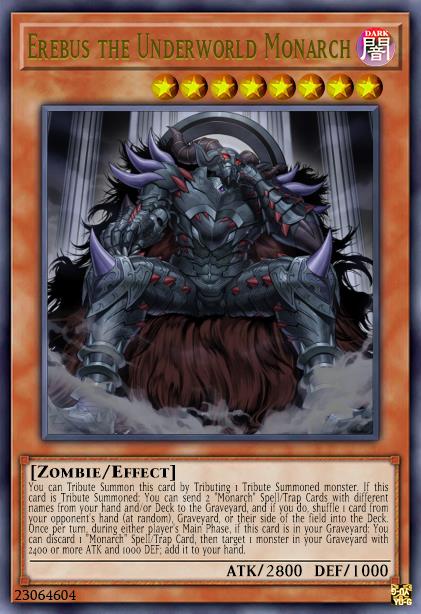 Erebus the Underworld Monarch
DARK
闇
[Zombie/Effect]
You can Tribute Summon this card by Tributing 1 Tribute Summoned monster. If this
card is Tribute Summoned: You can send 2 "Monarch" Spell/Trap Cards with different
names from your hand and/or Deck to the Graveyard, and if you do, shuffle 1 card from
your opponent's hand (at random), Graveyard, or their side of the field into the Deck.
Once per turn, during either player's Main Phase, if this card is in your Graveyard: You
can discard 1 "Monarch" Spell/Trap Card, then target 1 monster in your Graveyard with
2400 or more ATK and 1000 DEF; add it to your hand.
ATK/2800 DEF/1000
23064604